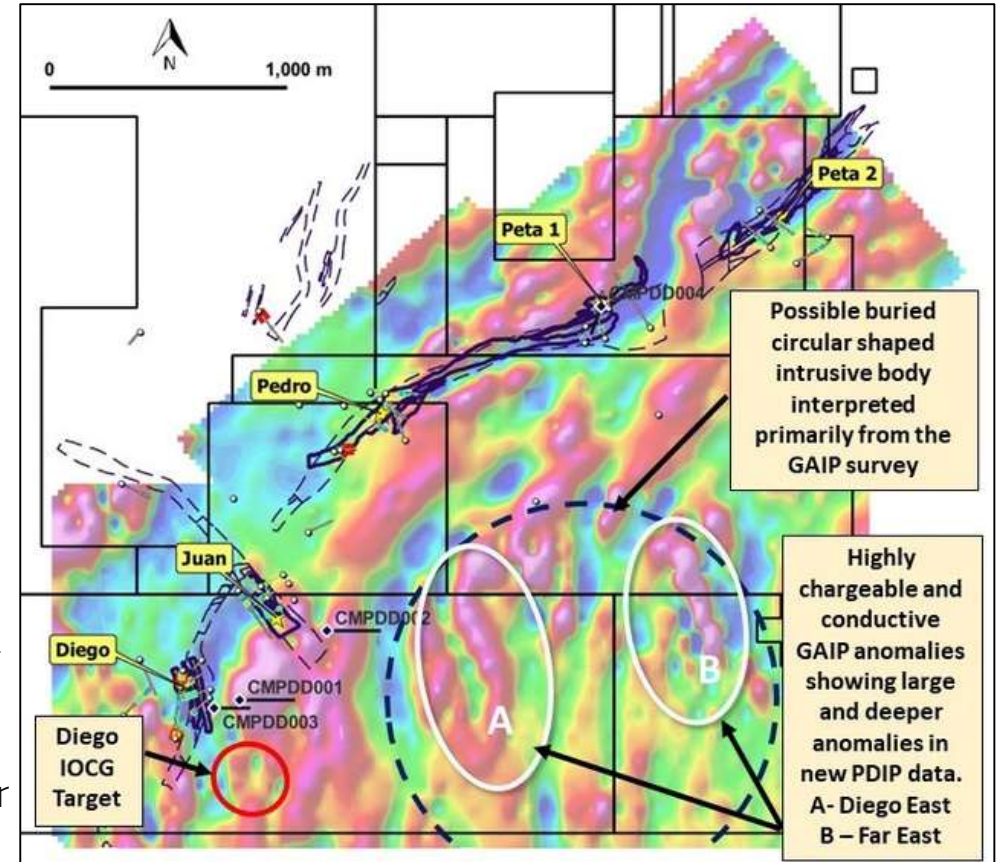 N
0 1,000 m
Peta 2
Peta 1
CMPDD004
Possible buried
circular shaped
intrusive body
interpreted
primarily from the
GAIP survey
Pedro
Juan
CMPDD002
Diego
CMPDD001
CMPDD003
Diego
IOCG
Target
A
B
Highly
chargeable and
conductive
GAIP anomalies
showing large
and deeper
anomalies in
new PDIP data.
A- Diego East
B – Far East
r